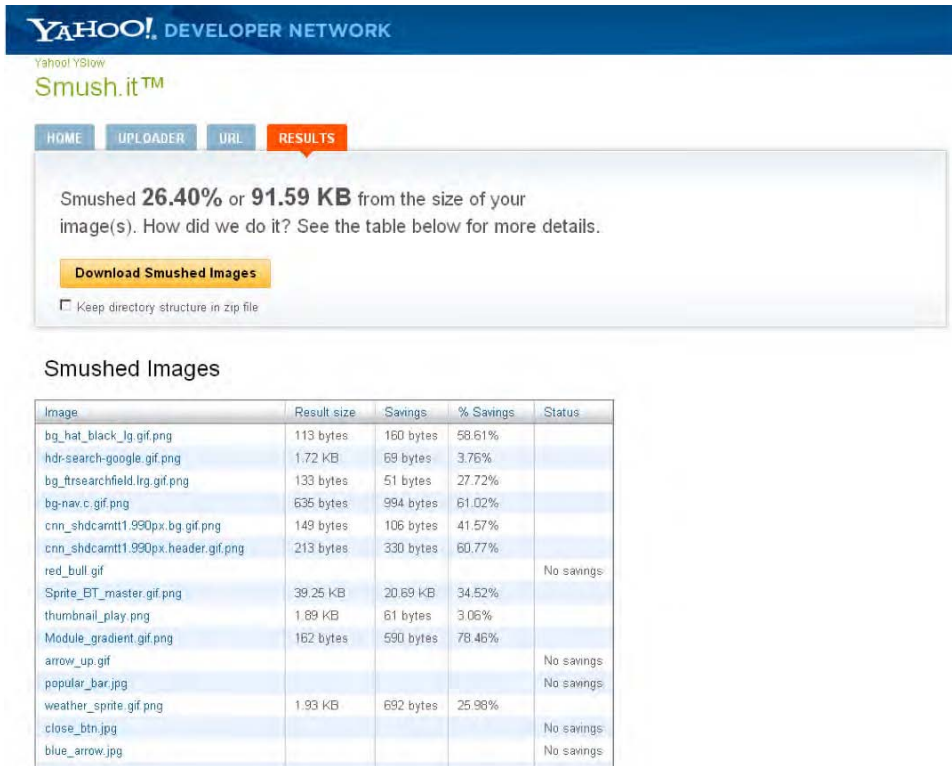 YAHOO! DEVELOPER NETWORK
Yahoo! YSlow
Smush.it™
HOME UPLOADER URL RESULTS
Smushed 26.40% or 91.59 KB from the size of your
image(s). How did we do it? See the table below for more details.
Download Smushed Images
Keep directory structure in zip file
Smushed Images
Image Result size Savings % Savings Status
bg_hat_black_lg.gif.png 113 bytes 160 bytes 58.61%
hdr-search-google.gif.png 1.72 KB 69 bytes 3.76%
bg_ftrsearchfield.lrg.gif.png 133 bytes 51 bytes 27.72%
bg-nav.c.gif.png 635 bytes 994 bytes 61.02%
cnn_shdcamtt1.990px.bg.gif.png 149 bytes 106 bytes 41.57%
cnn_shdcamtt1.990px.header.gif.png 213 bytes 330 bytes 60.77%
red_bull.gif No savings
Sprite_BT_master.gif.png 39.25 KB 20.69 KB 34.52%
thumbnail_play.png 1.89 KB 61 bytes 3.06%
Module_gradient.gif.png 162 bytes 590 bytes 78.46%
arrow_up.gif No savings
popular_bar.jpg No savings
weather_sprite.gif.png 1.93 KB 692 bytes 25.98%
close_btn.jpg No savings
blue_arrow.jpg No savings